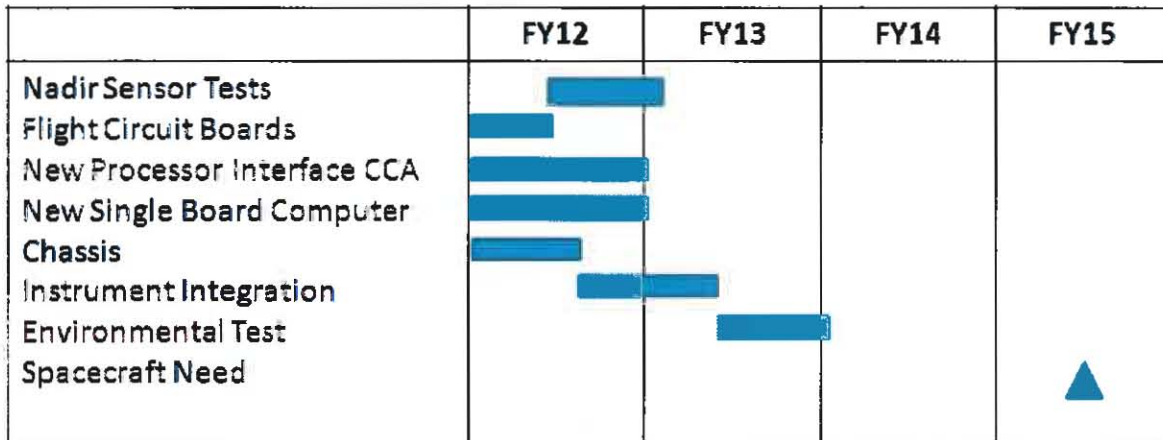 FY12 FY13 FY14 FY15
Nadir Sensor Tests
Flight Circuit Boards
New Processor Interface CCA
New Single Board Computer
Chassis
Instrument Integration
Environmental Test
Spacecraft Need